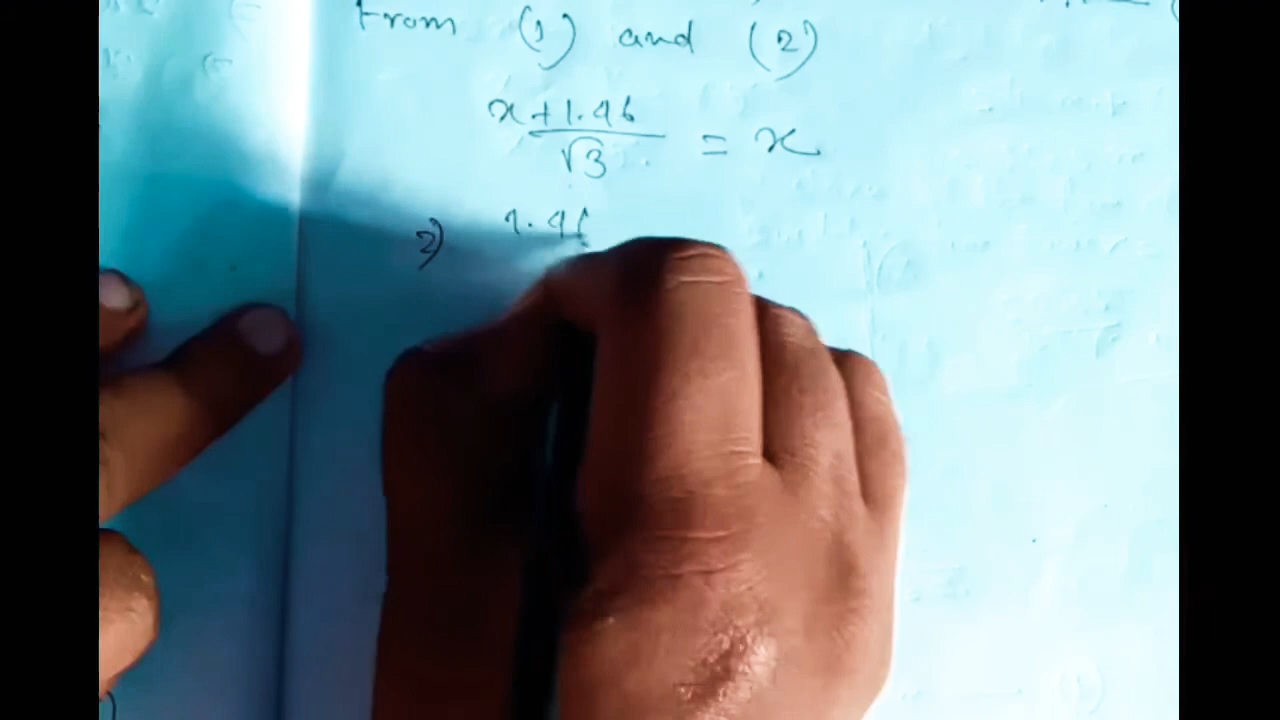 From (1) and (2)
x + 1.46
√3 = x
⇒ 1.46